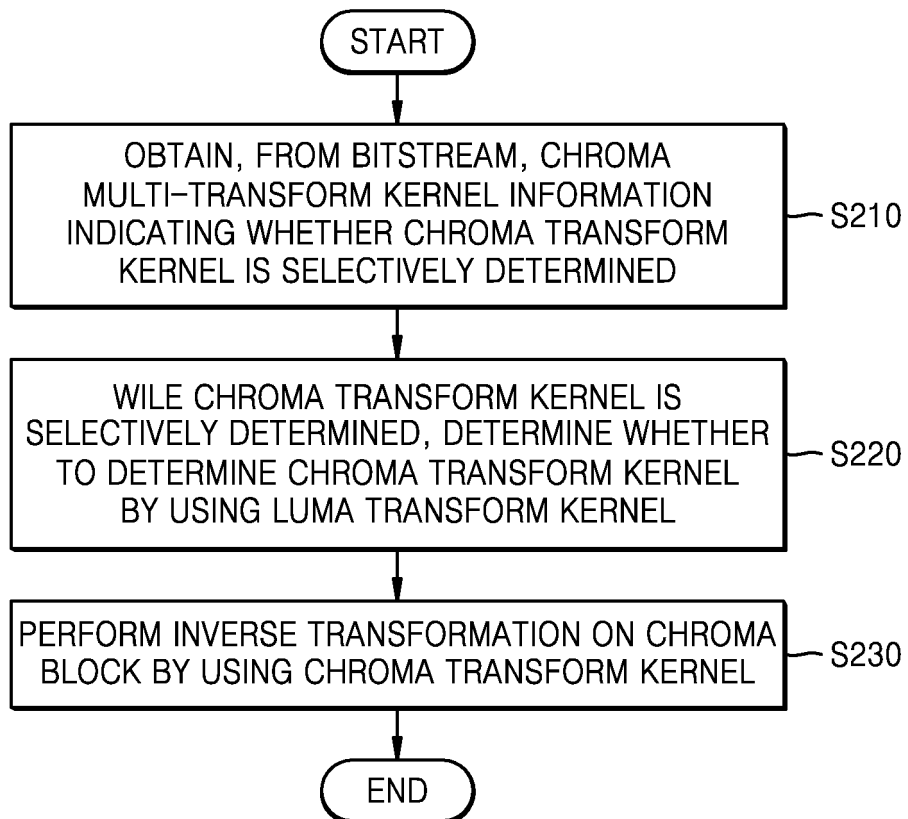 START
OBTAIN, FROM BITSTREAM, CHROMA
MULTI-TRANSFORM KERNEL INFORMATION
INDICATING WHETHER CHROMA TRANSFORM
KERNEL IS SELECTIVELY DETERMINED
S210
WILE CHROMA TRANSFORM KERNEL IS
SELECTIVELY DETERMINED, DETERMINE WHETHER
TO DETERMINE CHROMA TRANSFORM KERNEL
BY USING LUMA TRANSFORM KERNEL
S220
PERFORM INVERSE TRANSFORMATION ON CHROMA
BLOCK BY USING CHROMA TRANSFORM KERNEL
S230
END